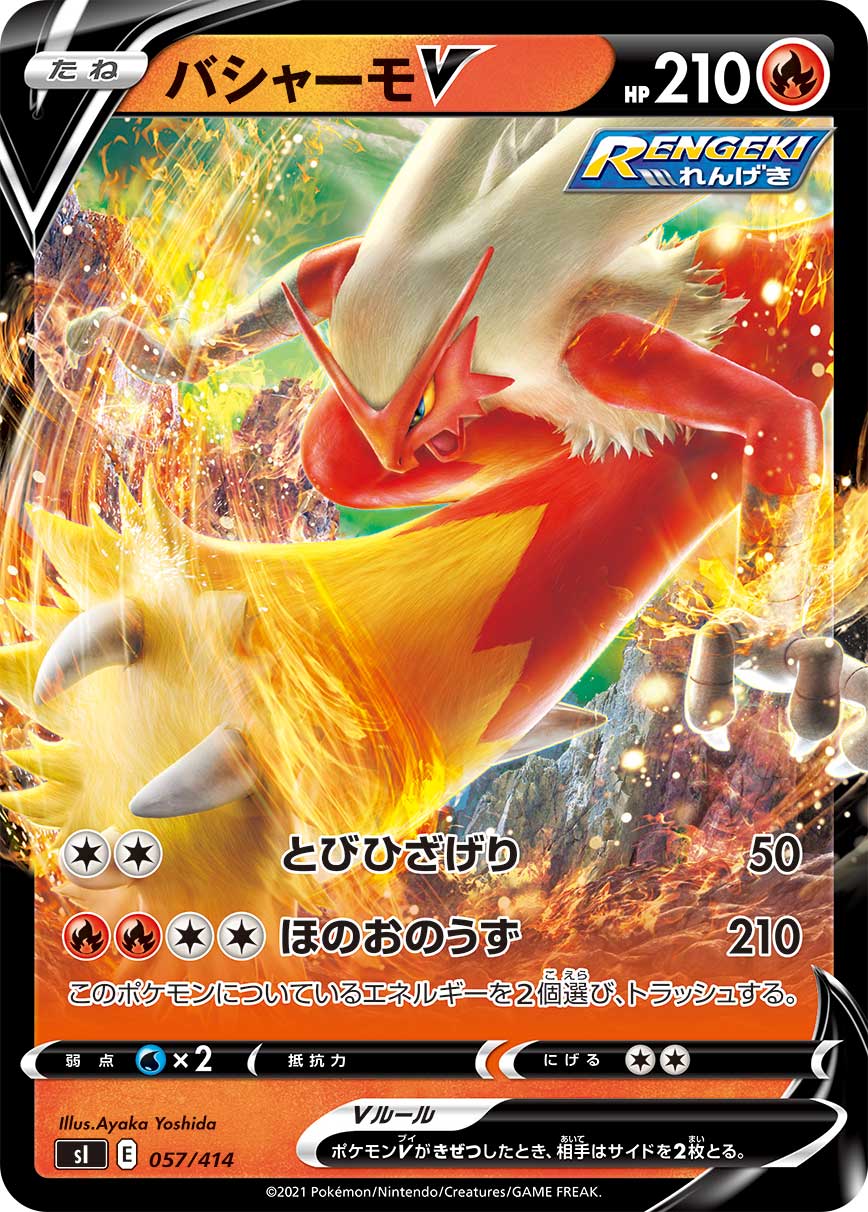 たね バシャーモV HP 210
RENGEKI
れんげき
とびひざげり 50
ほのおのうず 210
このポケモンについているエネルギーを2個選び、トラッシュする。
弱点 ×2 抵抗力 にげる
Illus.Ayaka Yoshida
Vルール
ポケモンVがきぜつしたとき、相手はサイドを2枚とる。
sI E 057/414
©2021 Pokémon/Nintendo/Creatures/GAME FREAK.